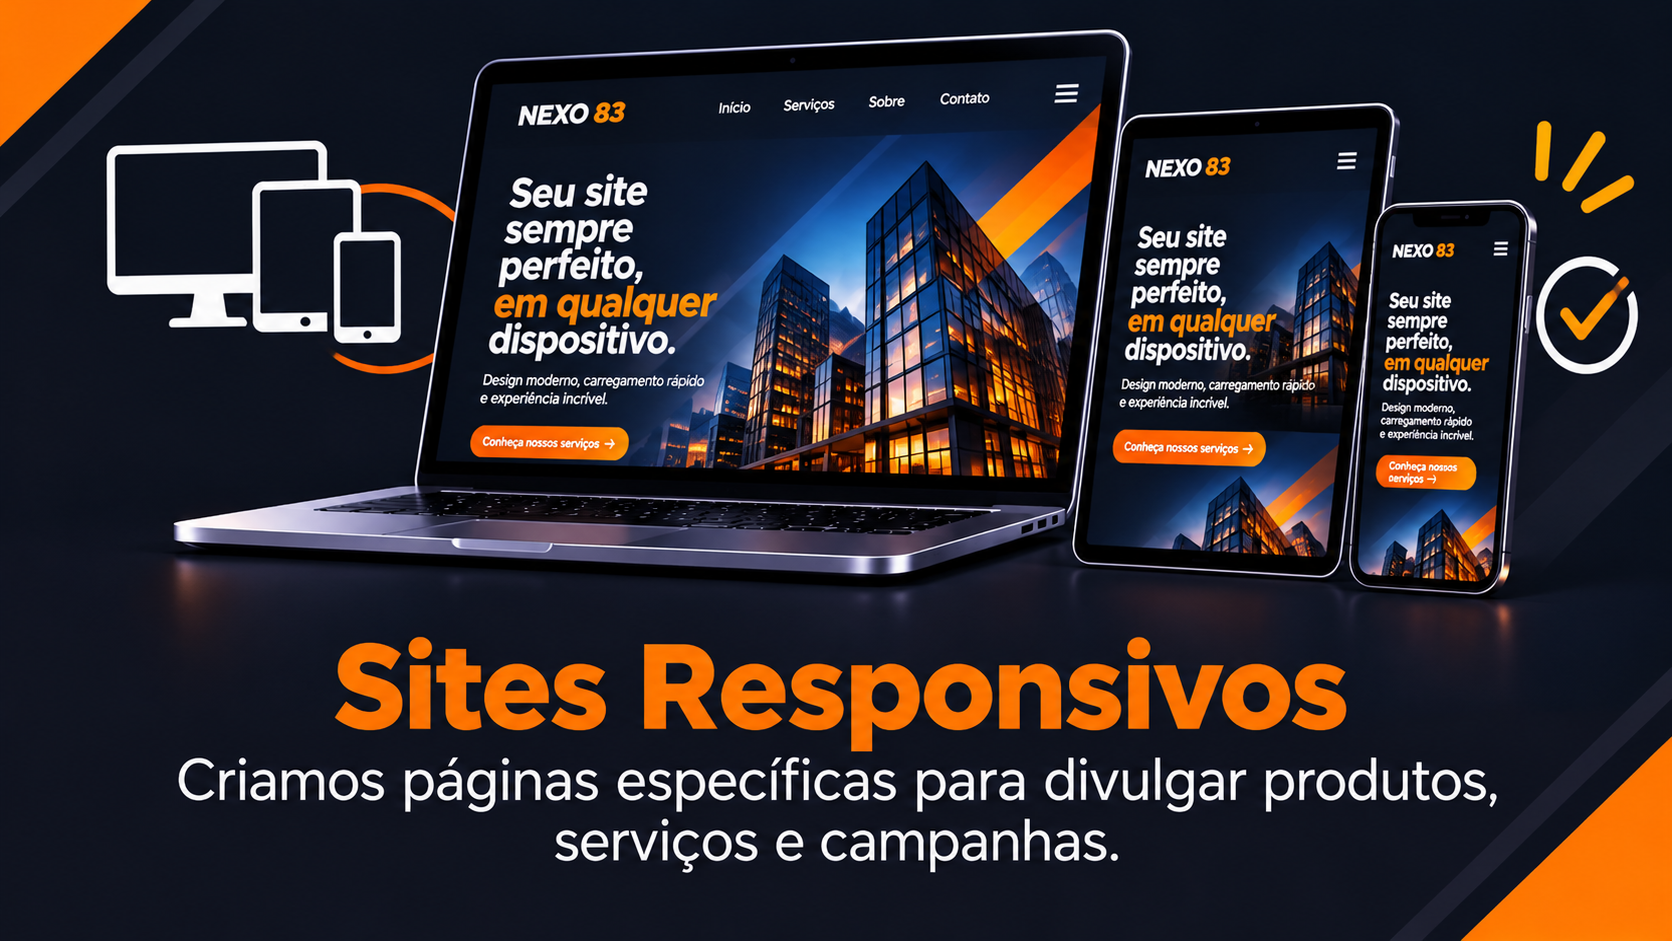 NEXO 83
Início Serviços Sobre Contato
Seu site
sempre
perfeito,
em qualquer
dispositivo.
Design moderno, carregamento rápido
e experiência incrível.
Conheça nossos serviços →
NEXO 83
Seu site
sempre
perfeito,
em qualquer
dispositivo.
Design moderno, carregamento rápido
e experiência incrível.
Conheça nossos serviços →
NEXO 83
Seu site
sempre
perfeito,
em qualquer
dispositivo.
Design moderno,
carregamento rápido
e experiência incrível.
Conheça nossos
perviços →
Sites Responsivos
Criamos páginas específicas para divulgar produtos,
serviços e campanhas.